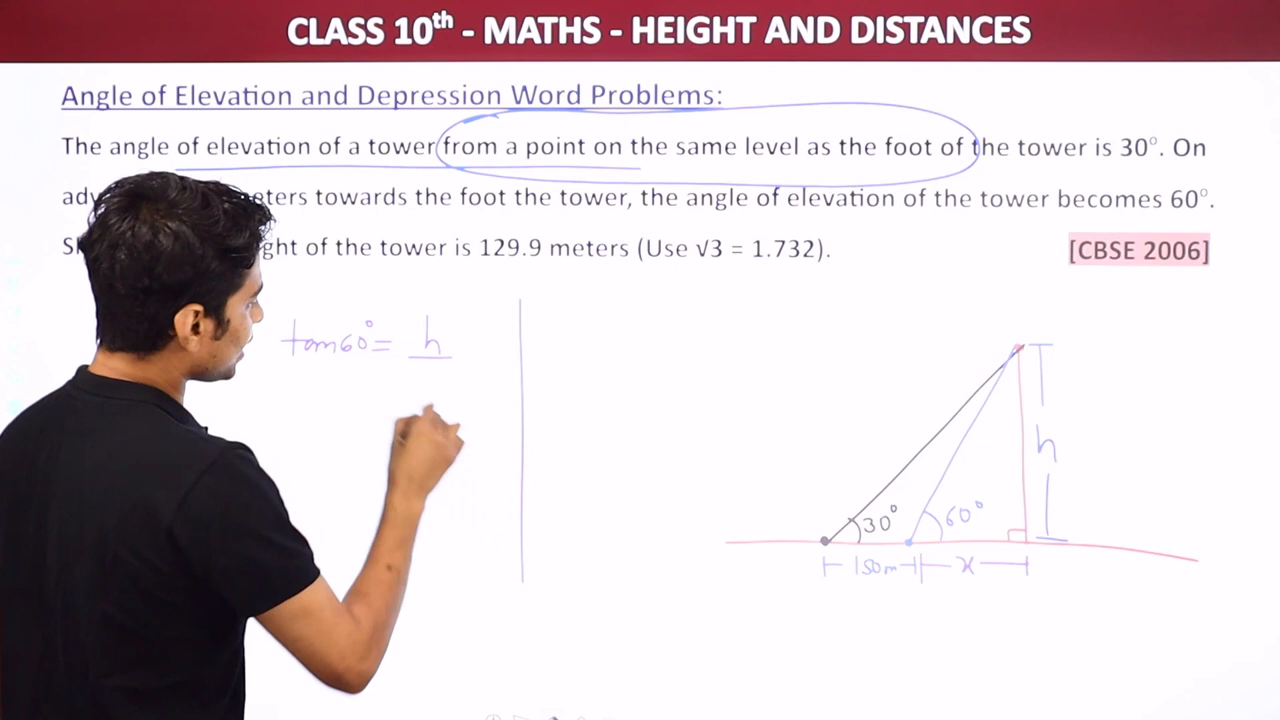 CLASS 10th - MATHS - HEIGHT AND DISTANCES
Angle of Elevation and Depression Word Problems:
The angle of elevation of a tower from a point on the same level as the foot of the tower is 30°. On
towards the foot the tower, the angle of elevation of the tower becomes 60°.
of the tower is 129.9 meters (Use √3 = 1.732).
[CBSE 2006]
tan60° = h
h
30°
60°
150m
x